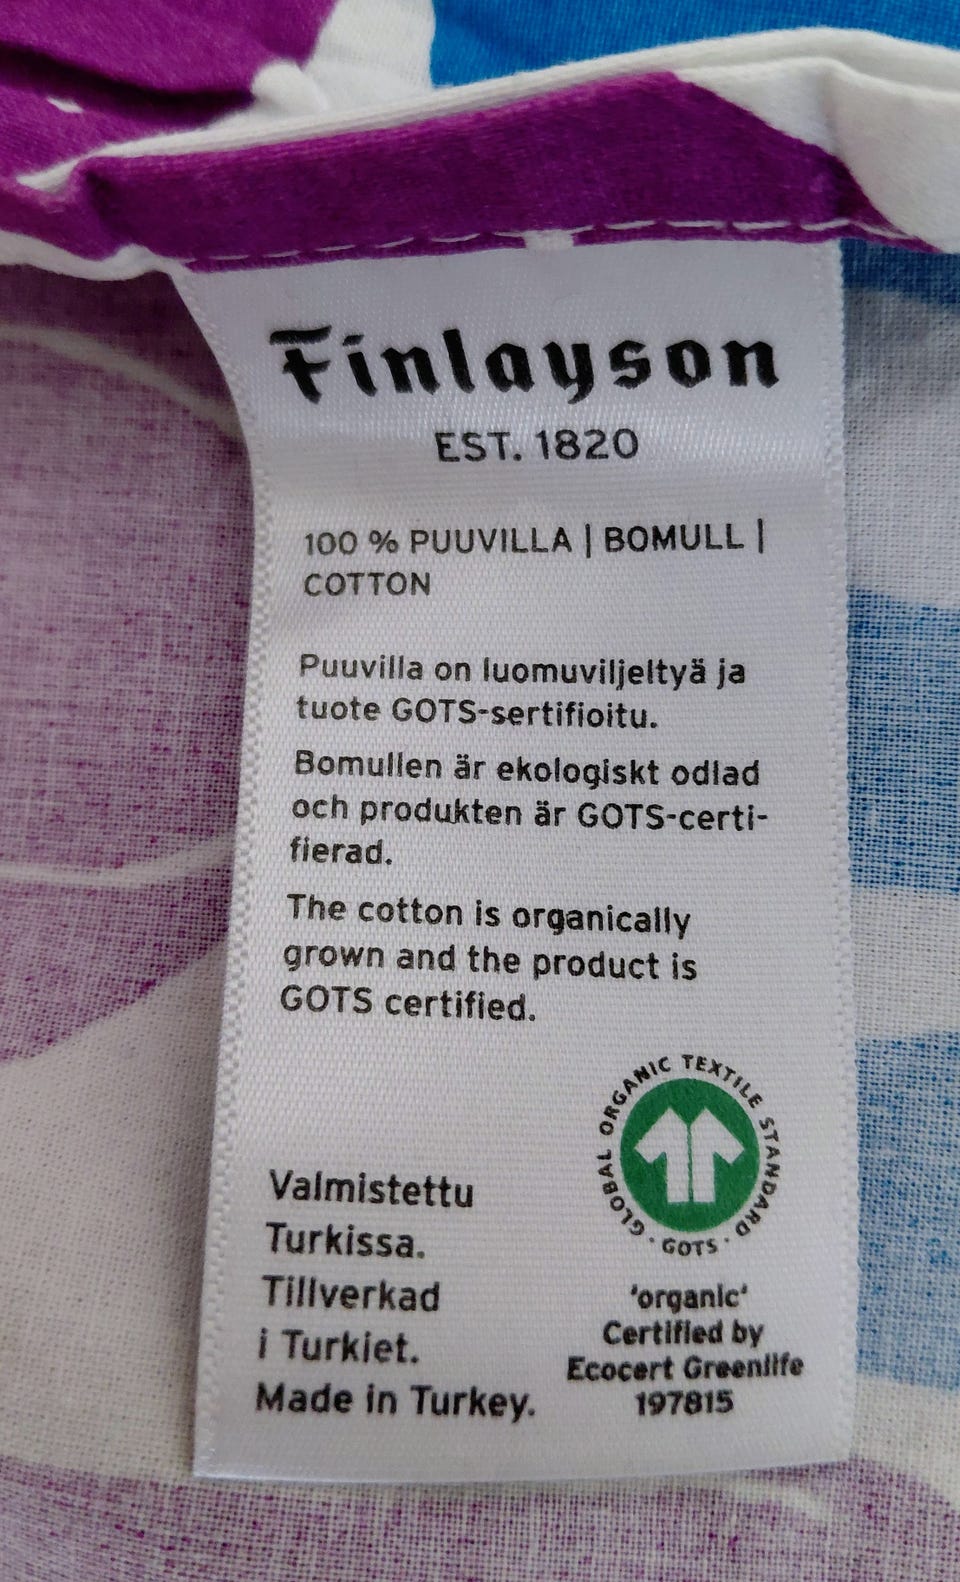 Finlayson
EST. 1820
100 % PUUVILLA | BOMULL |
COTTON
Puuvilla on luomuviljeltyä ja
tuote GOTS-sertifioitu.
Bomullen är ekologiskt odlad
och produkten är GOTS-certi-
fierad.
The cotton is organically
grown and the product is
GOTS certified.
GLOBAL ORGANIC TEXTILE STANDARD
· GOTS ·
Valmistettu
Turkissa.
Tillverkad
i Turkiet.
Made in Turkey.
'organic'
Certified by
Ecocert Greenlife
197815